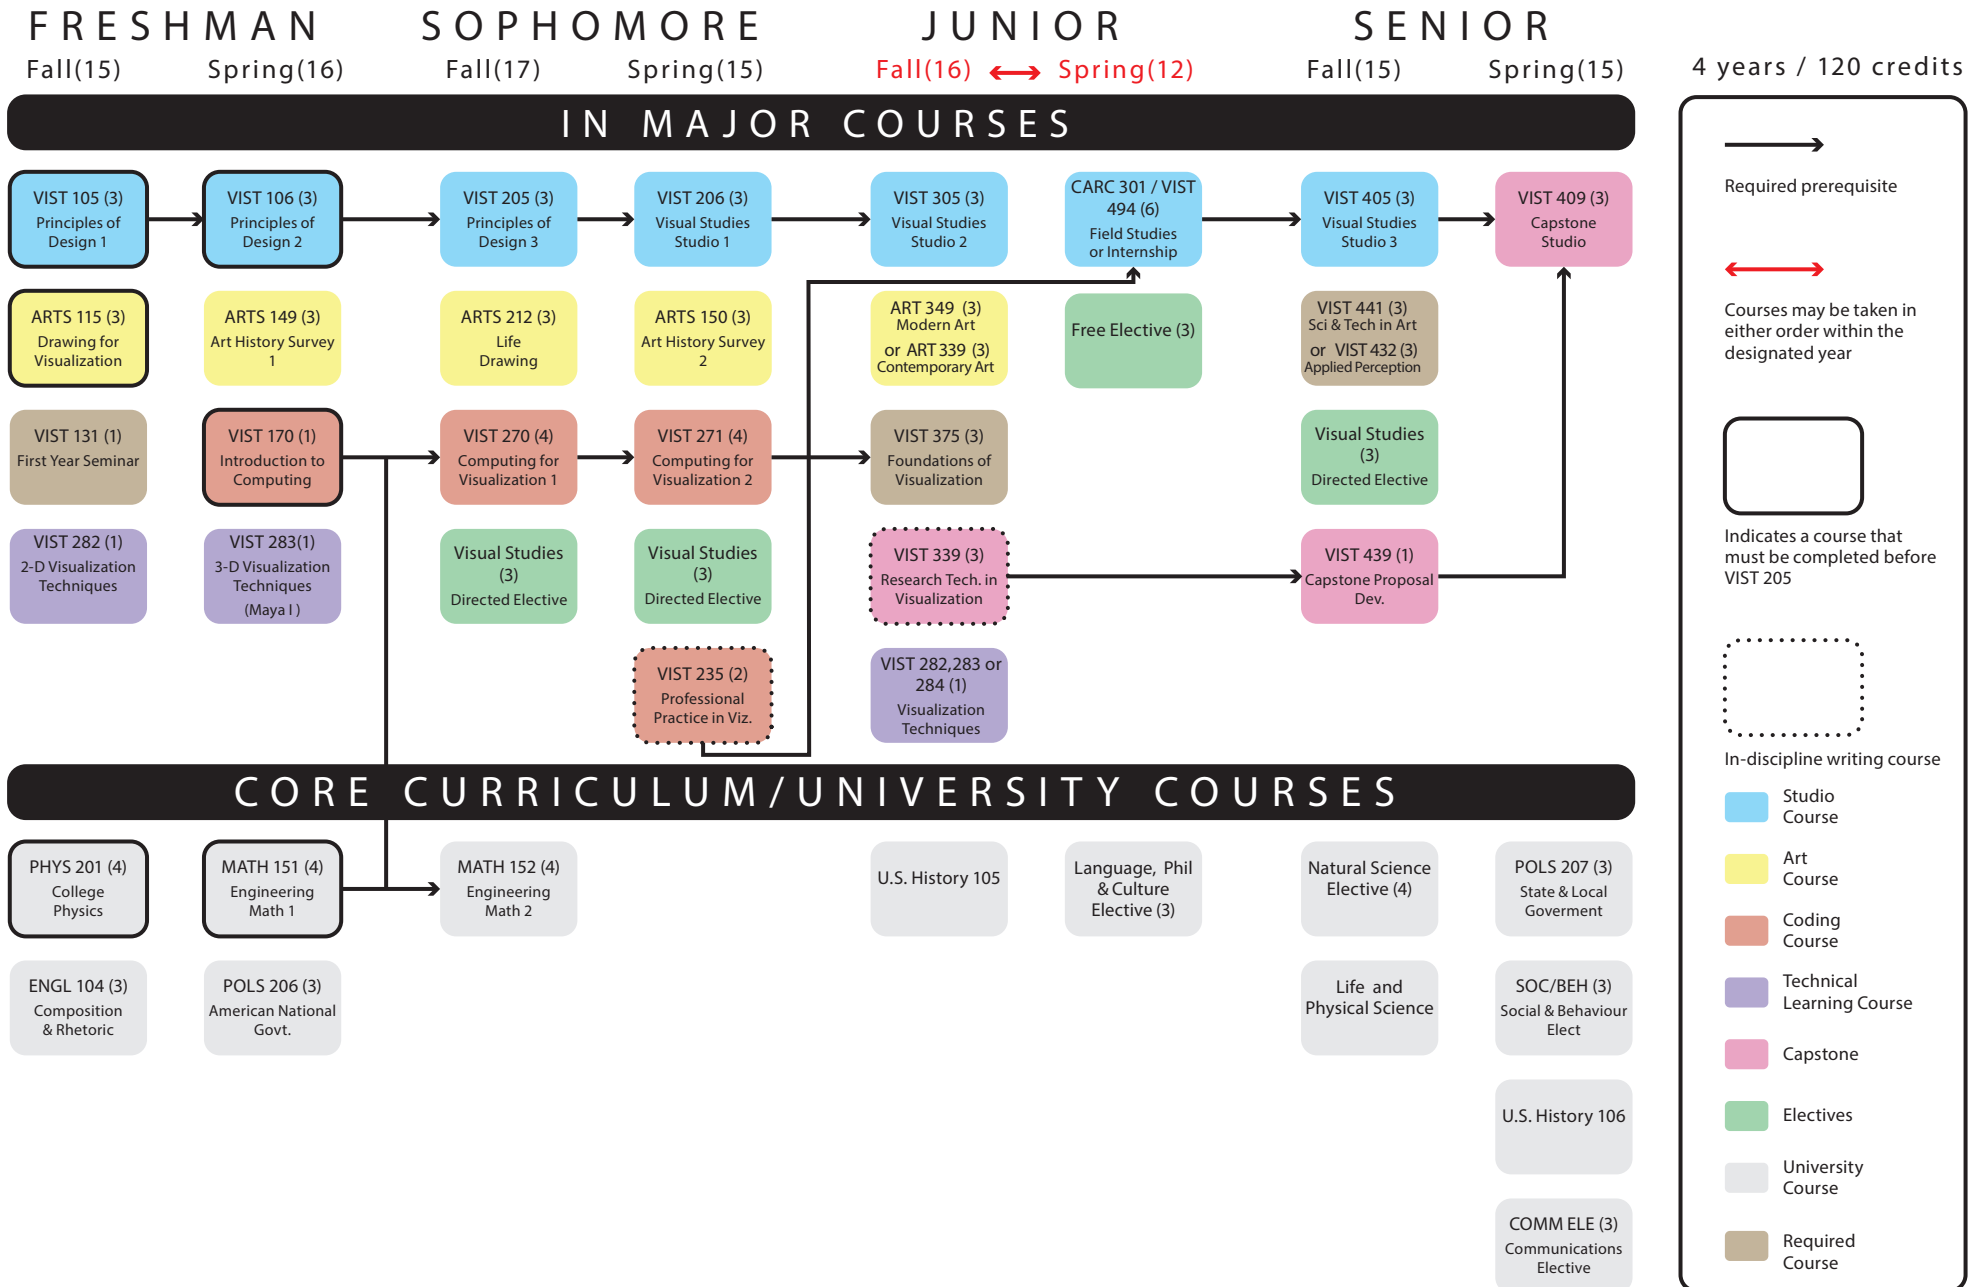 FRESHMAN
SOPHOMORE
JUNIOR
SENIOR
Fall(15)
Spring(16)
Fall(17)
Spring(15)
Fall(16)
Spring(12)
Fall(15)
Spring(15)
4 years / 120 credits
IN MAJOR COURSES
VIST 105 (3)
Principles of
Design 1
VIST 106 (3)
Principles of
Design 2
VIST 205 (3)
Principles of
Design 3
VIST 206 (3)
Visual Studies
Studio 1
VIST 305 (3)
Visual Studies
Studio 2
CARC 301 / VIST
494 (6)
Field Studies
or Internship
VIST 405 (3)
Visual Studies
Studio 3
VIST 409 (3)
Capstone
Studio
ARTS 115 (3)
Drawing for
Visualization
ARTS 149 (3)
Art History Survey
1
ARTS 212 (3)
Life
Drawing
ARTS 150 (3)
Art History Survey
2
ART 349 (3)
Modern Art
or ART 339 (3)
Contemporary Art
Free Elective (3)
VIST 441 (3)
Sci & Tech in Art
or VIST 432 (3)
Applied Perception
VIST 131 (1)
First Year Seminar
VIST 170 (1)
Introduction to
Computing
VIST 270 (4)
Computing for
Visualization 1
VIST 271 (4)
Computing for
Visualization 2
VIST 375 (3)
Foundations of
Visualization
Visual Studies
(3)
Directed Elective
VIST 282 (1)
2-D Visualization
Techniques
VIST 283(1)
3-D Visualization
Techniques
(Maya I )
Visual Studies
(3)
Directed Elective
Visual Studies
(3)
Directed Elective
VIST 339 (3)
Research Tech. in
Visualization
VIST 439 (1)
Capstone Proposal
Dev.
VIST 235 (2)
Professional
Practice in Viz.
VIST 282,283 or
284 (1)
Visualization
Techniques
CORE CURRICULUM/UNIVERSITY COURSES
PHYS 201 (4)
College
Physics
MATH 151 (4)
Engineering
Math 1
MATH 152 (4)
Engineering
Math 2
U.S. History 105
Language, Phil
& Culture
Elective (3)
Natural Science
Elective (4)
POLS 207 (3)
State & Local
Goverment
ENGL 104 (3)
Composition
& Rhetoric
POLS 206 (3)
American National
Govt.
Life and
Physical Science
SOC/BEH (3)
Social & Behaviour
Elect
U.S. History 106
COMM ELE (3)
Communications
Elective
Required prerequisite
Courses may be taken in
either order within the
designated year
Indicates a course that
must be completed before
VIST 205
In-discipline writing course
Studio
Course
Art
Course
Coding
Course
Technical
Learning Course
Capstone
Electives
University
Course
Required
Course